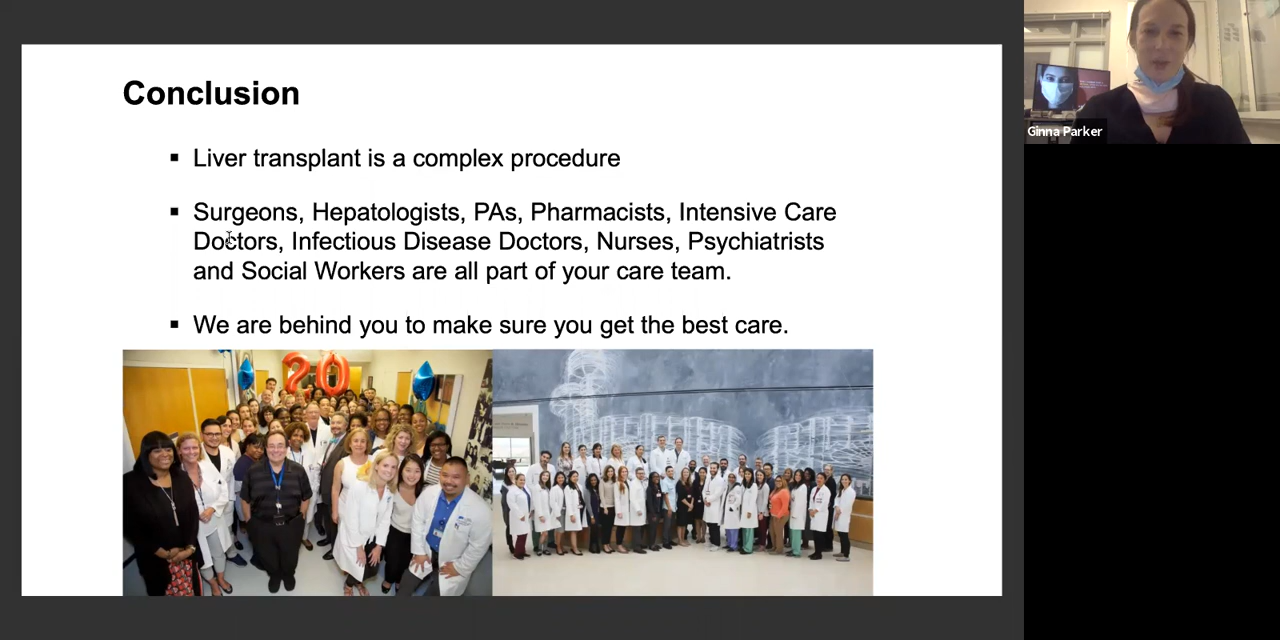 Conclusion
▪ Liver transplant is a complex procedure
▪ Surgeons, Hepatologists, PAs, Pharmacists, Intensive Care
Doctors, Infectious Disease Doctors, Nurses, Psychiatrists
and Social Workers are all part of your care team.
▪ We are behind you to make sure you get the best care.
20
Ginna Parker